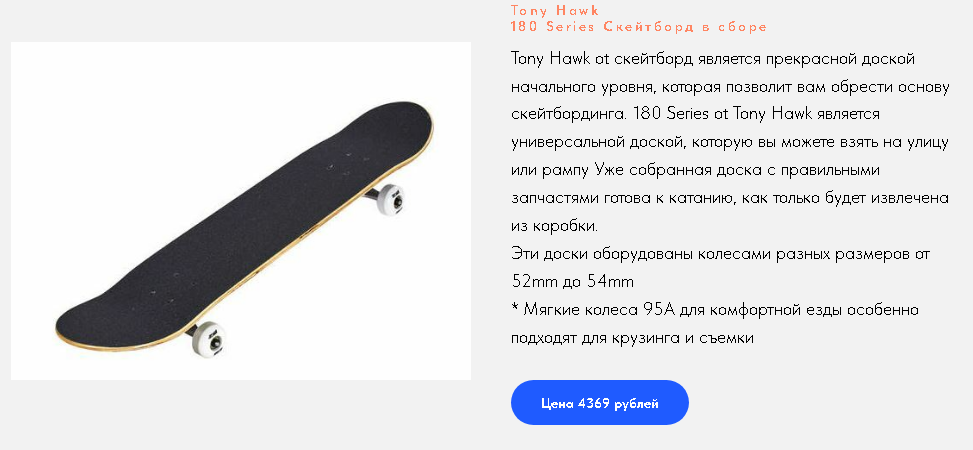 Tony Hawk
180 Series Скейтборд в сборе
Tony Hawk от скейтборд является прекрасной доской
начального уровня, которая позволит вам обрести основу
скейтбординга. 180 Series от Tony Hawk является
универсальной доской, которую вы можете взять на улицу
или рампу Уже собранная доска с правильными
запчастями готова к катанию, как только будет извлечена
из коробки.
Эти доски оборудованы колесами разных размеров от
52mm до 54mm
* Мягкие колеса 95A для комфортной езды особенно
подходят для крузинга и съемки
Цена 4369 рублей